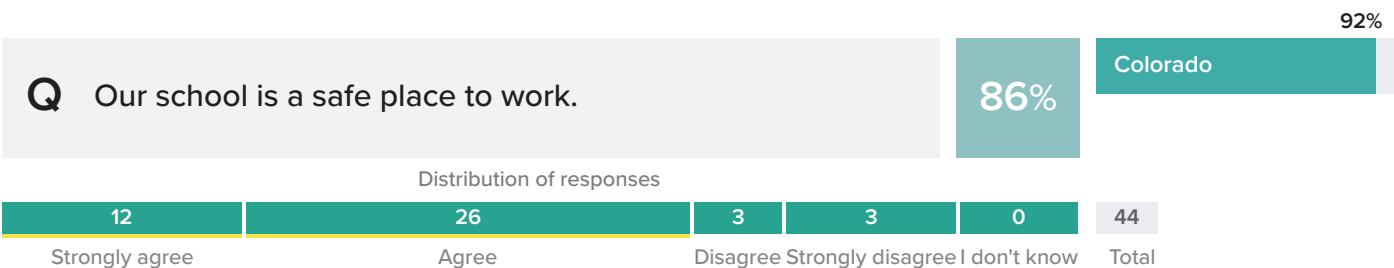 92%
Q Our school is a safe place to work.
86%
Colorado
Distribution of responses
12 26 3 3 0 44
Strongly agree Agree Disagree Strongly disagree I don't know Total